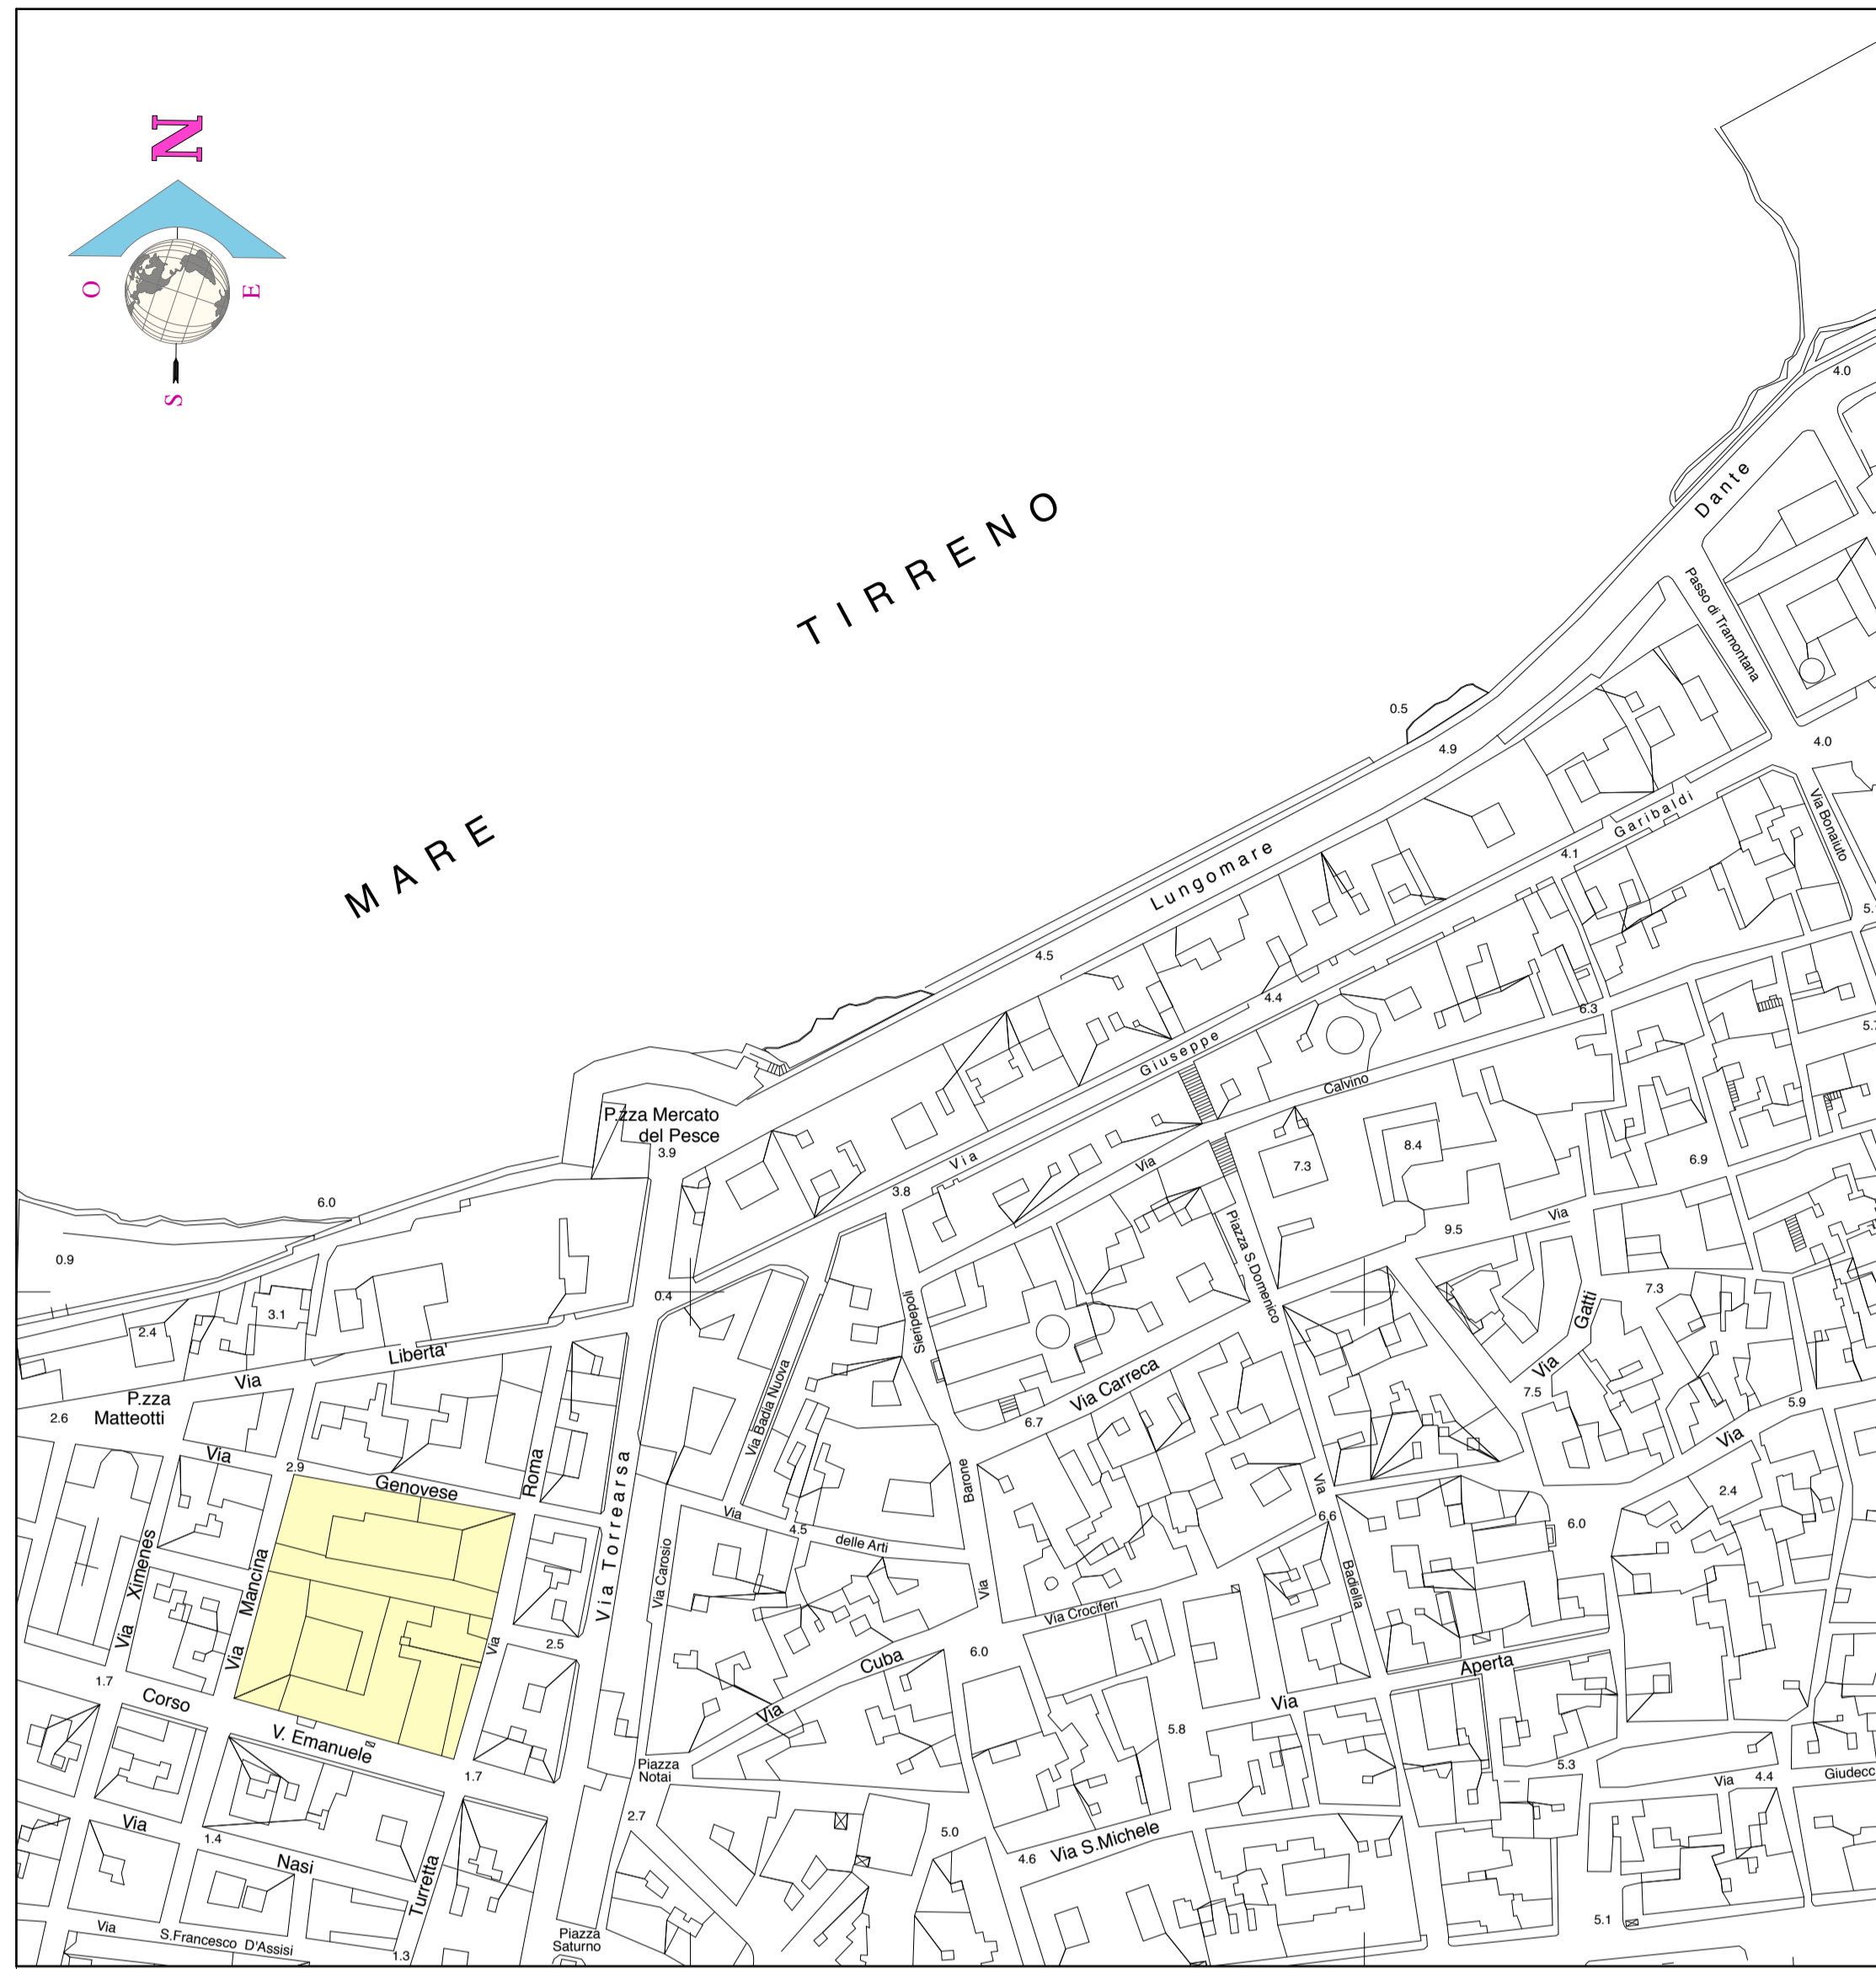 N
O
E
S
MARE
TIRRENO
Lungomare
Dante
4.0
Passo di Tramontana
0.5
4.9
4.0
Garibaldi
Via Bonaiuto
4.1
4.5
4.4
6.3
Giuseppe
Calvino
P.zza Mercato
del Pesce
3.9
Via
Via
7.3
8.4
6.9
3.8
6.0
0.9
Piazza S.Domenico
9.5
Via
0.4
7.3
3.1
2.4
Sieripepoli
Gatti
Via
Liberta'
Via
7.5
P.zza
Matteotti
2.6
Via Badia Nuova
Via Carreca
6.7
5.9
Via
Via
2.9
Genovese
Roma
Via Torrearsa
Barone
Via
2.4
Via
4.5
delle Arti
6.6
6.0
Via Ximenes
Via Mancina
Via
Via Carosio
Via
Via Crociferi
Badiella
2.5
Cuba
6.0
Aperta
1.7
Corso
V. Emanuele
Via
Via
5.8
1.7
Piazza
Notai
5.3
Via
4.4
Via
1.4
Nasi
2.7
5.0
4.6
Via S.Michele
Turretta
Via
S.Francesco D'Assisi
1.3
Piazza
Saturno
5.1